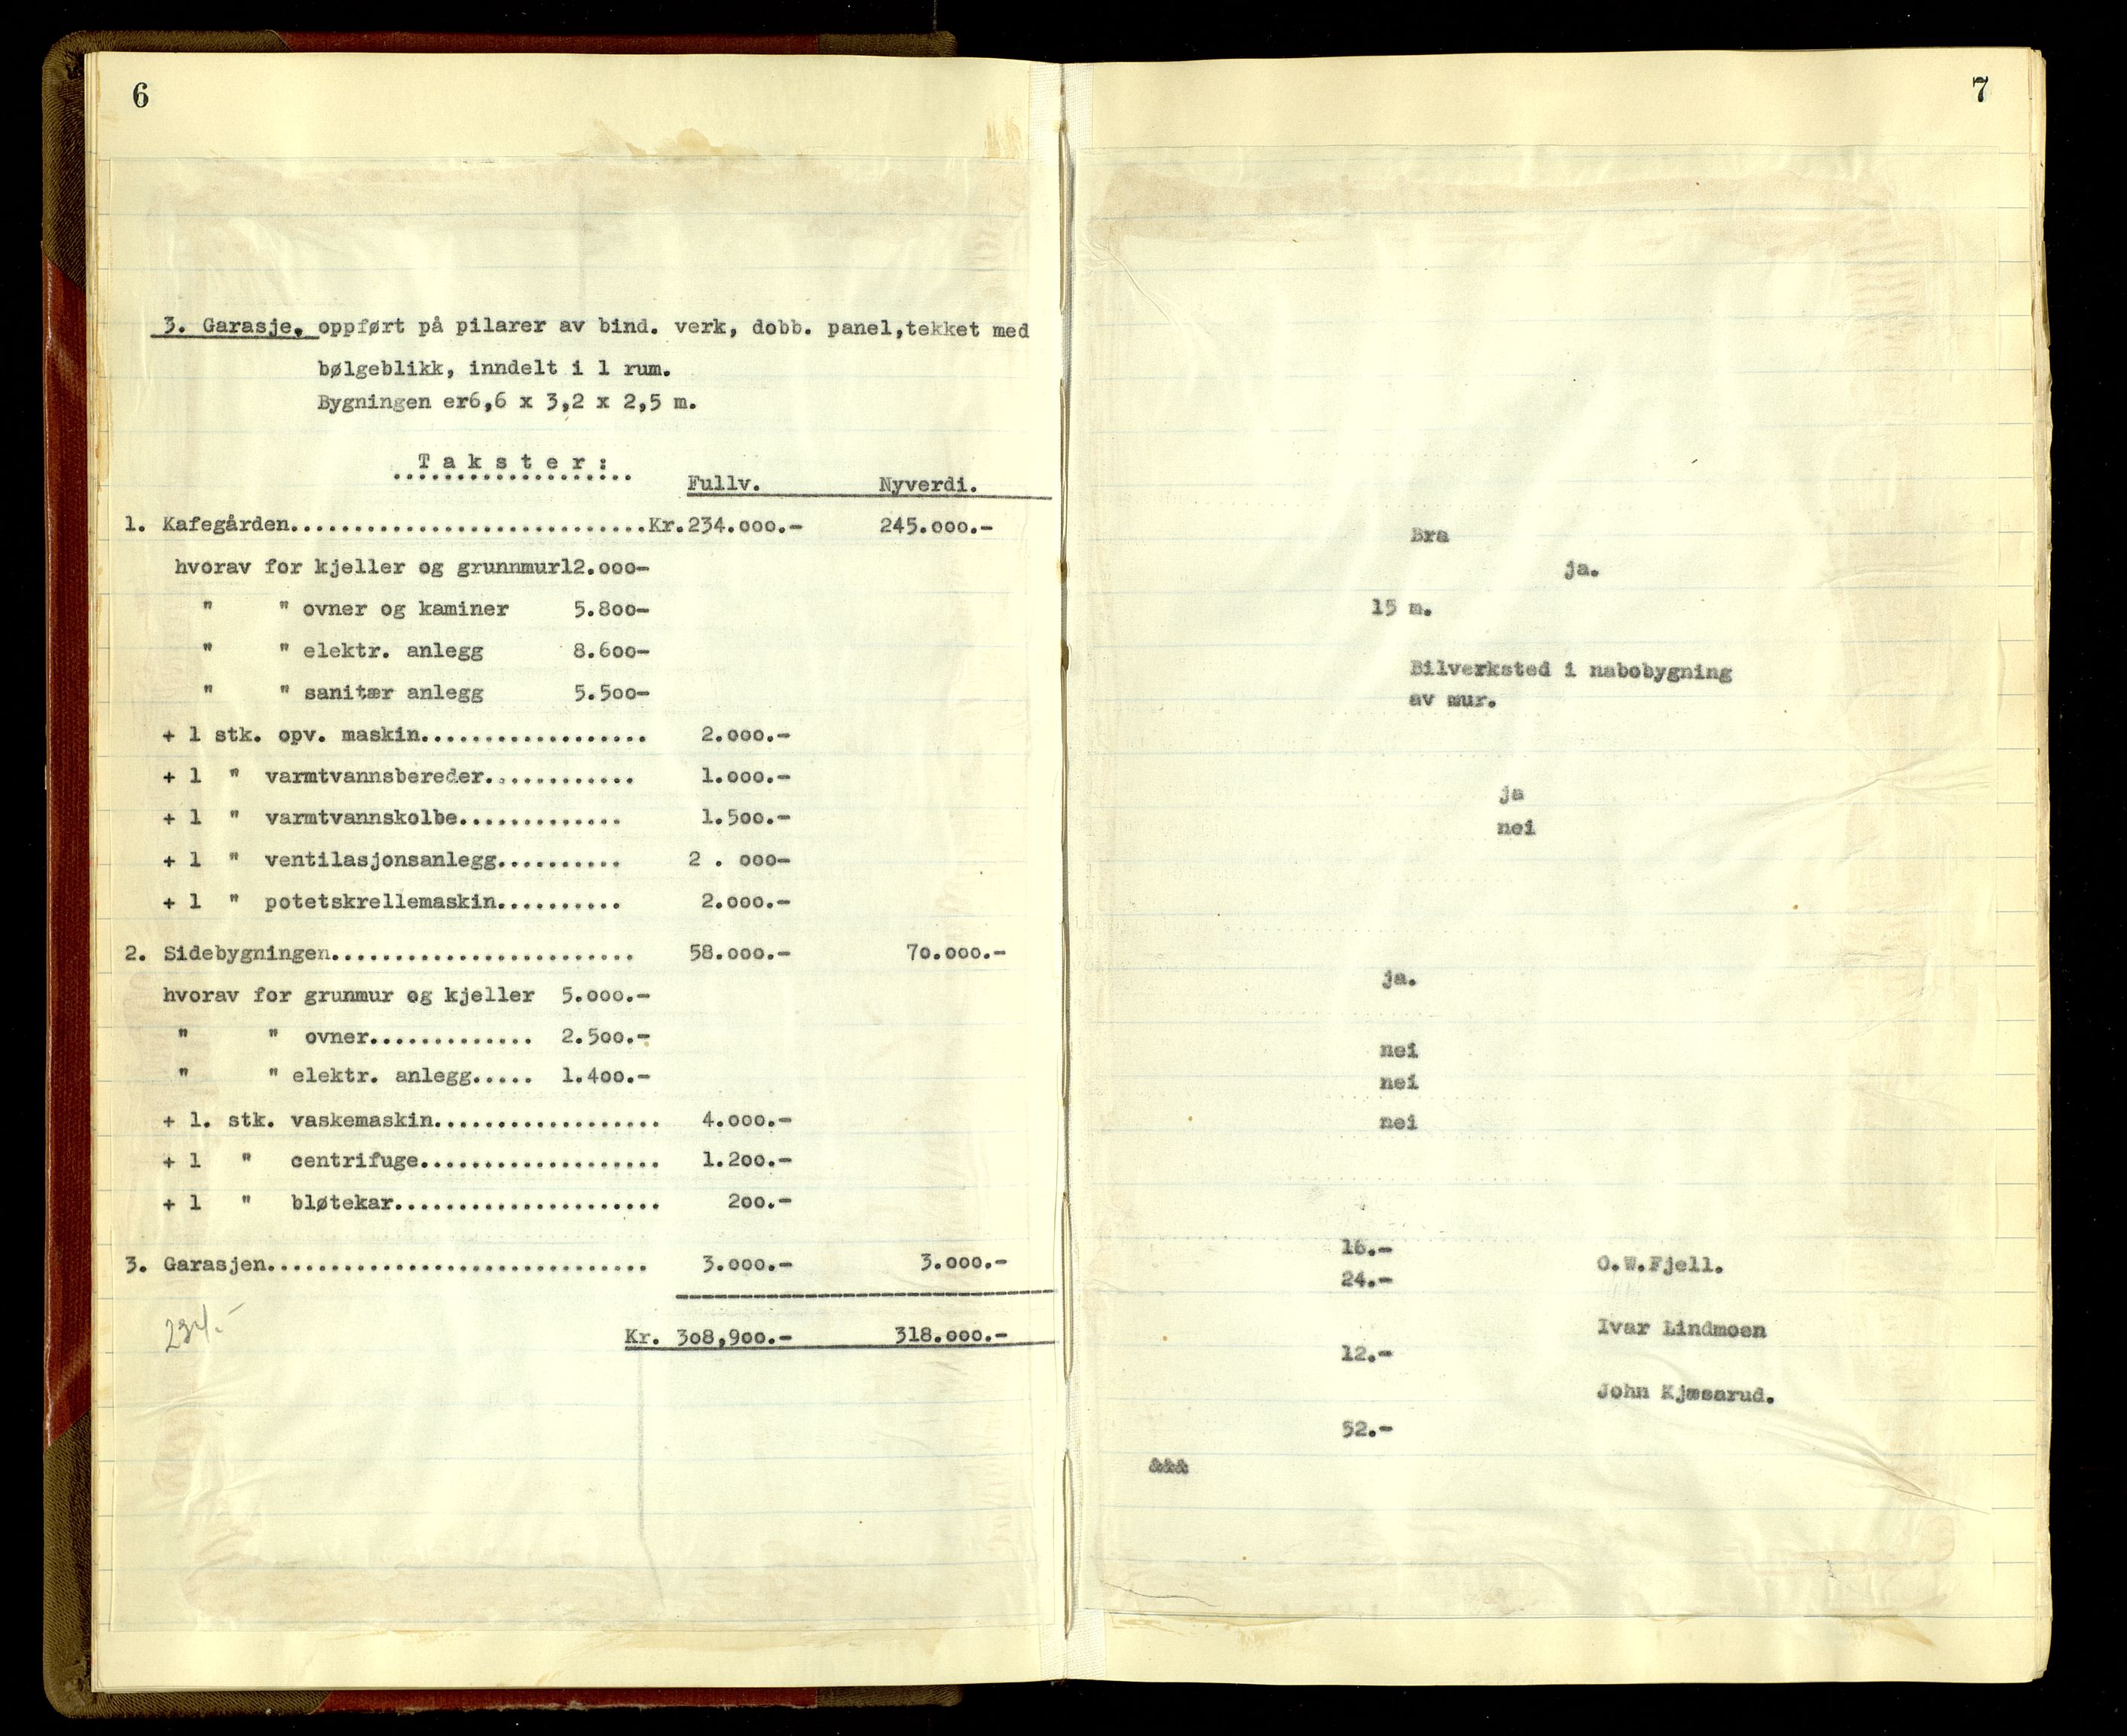 6
3. Garasje, oppført på pilarer av bind. verk, dobb. panel,tekket med
bølgeblikk, inndelt i 1 rum.
Bygningen er6,6 x 3,2 x 2,5 m.
T a k s t e r :
...................
Fullv. Nyverdi.
1. Kafegården............................Kr.234.000.- 245.000.-
hvorav for kjeller og grunnmur12.000-
" " ovner og kaminer 5.800-
" " elektr. anlegg 8.600-
" " sanitær anlegg 5.500-
+ 1 stk. opv. maskin.................. 2.000.-
+ 1 " varmtvannsbereder............ 1.000.-
+ 1 " varmtvannskolbe............. 1.500.-
+ 1 " ventilasjonsanlegg.......... 2 . 000-
+ 1 " potetskrellemaskin.......... 2.000.-
2. Sidebygningen........................ 58.000.- 70.000.-
hvorav for grunmur og kjeller 5.000.-
" " ovner............. 2.500.-
" " elektr. anlegg..... 1.400.-
+ 1. stk. vaskemaskin.................. 4.000.-
+ 1 " centrifuge................... 1.200.-
+ 1 " bløtekar..................... 200.-
3. Garasjen.............................. 3.000.- 3.000.-
234.-
Kr. 308,900.- 318.000.-
7
Bra
ja.
15 m.
Bilverksted i nabobygning
av mur.
ja
nei
ja.
nei
nei
nei
16.-
O.W.Fjell.
24.-
Ivar Lindmoen
12.-
John Kjæsarud.
52.-
&&&